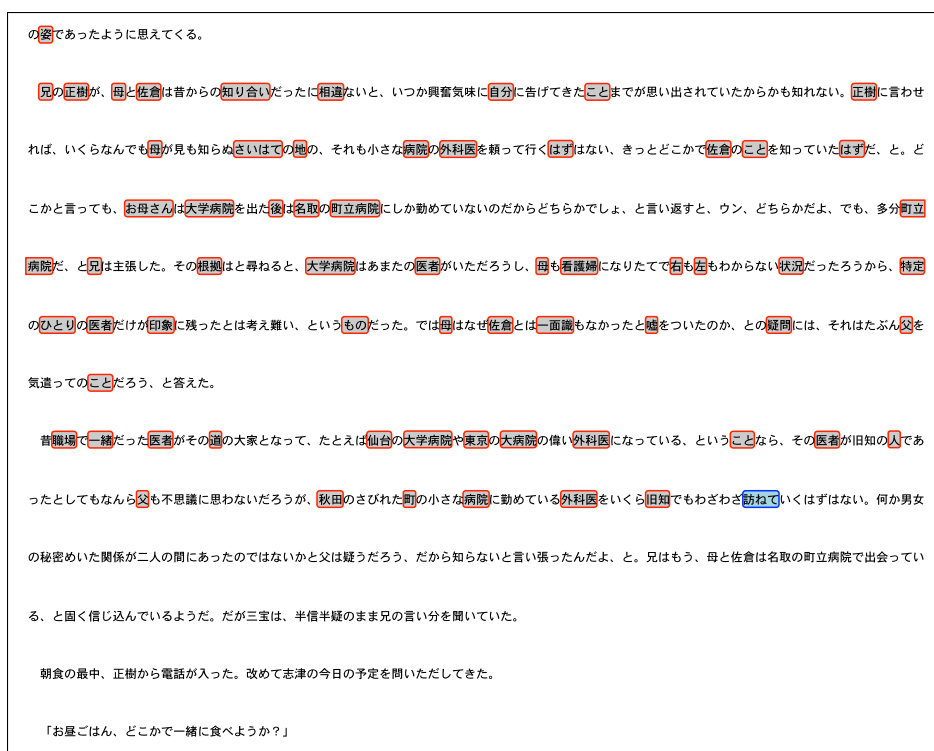 の姿であったように思えてくる。
兄の正樹が、母と佐倉は昔からの知り合いだったに相違ないと、いつか興奮気味に自分に告げてきたことまでが思い出されていたからかも知れない。正樹に言わせ
れば、いくらなんでも母が見も知らぬさいはての地の、それも小さな病院の外科医を頼って行くはずはない、きっとどこかで佐倉のことを知っていたはずだ、と。ど
こかと言っても、お母さんは大学病院を出た後は名取の町立病院にしか勤めていないのだからどちらかでしょ、と言い返すと、ウン、どちらかだよ、でも、多分町立
病院だ、と兄は主張した。その根拠はと尋ねると、大学病院はあまたの医者がいただろうし、母も看護婦になりたてで右も左もわからない状況だったろうから、特定
のひとりの医者だけが印象に残ったとは考え難い、というものだった。では母はなぜ佐倉とは一面識もなかったと嘘をついたのか、との疑問には、それはたぶん父を
気遣ってのことだろう、と答えた。
昔職場で一緒だった医者がその道の大家となって、たとえば仙台の大学病院や東京の大病院の偉い外科医になっている、ということなら、その医者が旧知の人であ
ったとしてもなんら父も不思議に思わないだろうが、秋田のさびれた町の小さな病院に勤めている外科医をいくら旧知でもわざわざ訪ねていくはずはない。何か男女
の秘密めいた関係が二人の間にあったのではないかと父は疑うだろう、だから知らないと言い張ったんだよ、と。兄はもう、母と佐倉は名取の町立病院で出会ってい
る、と固く信じ込んでいるようだ。だが三宝は、半信半疑のまま兄の言い分を聞いていた。
朝食の最中、正樹から電話が入った。改めて志津の今日の予定を問いただしてきた。
「お昼ごはん、どこかで一緒に食べようか？」